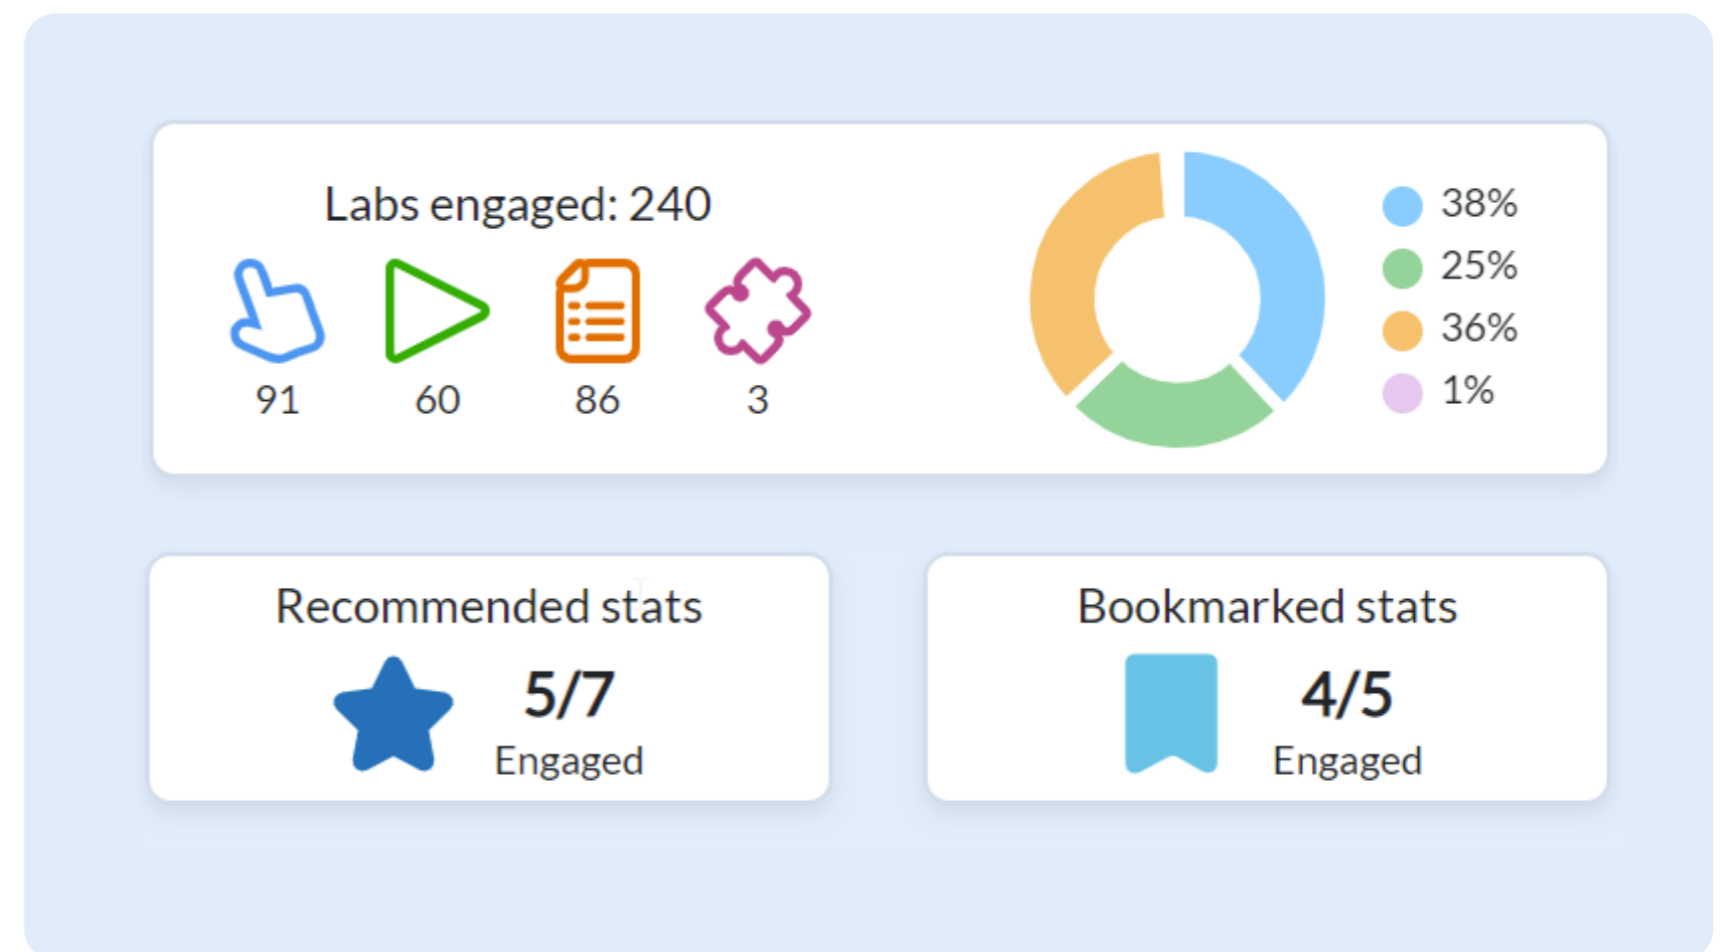 Labs engaged: 240
91 60 86 3
38%
25%
36%
1%
Recommended stats
5/7
Engaged
Bookmarked stats
4/5
Engaged